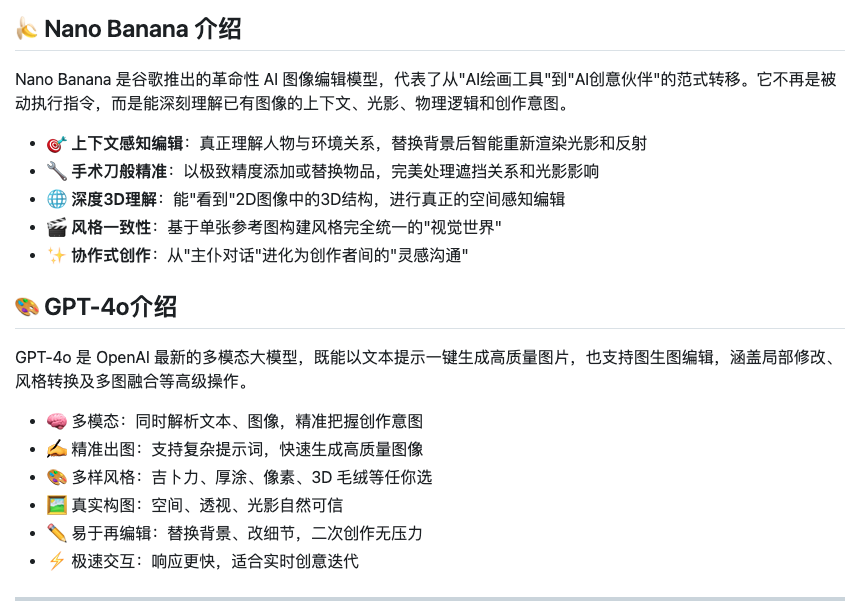 🍌 Nano Banana 介绍
Nano Banana 是谷歌推出的革命性 AI 图像编辑模型，代表了从"AI绘画工具"到"AI创意伙伴"的范式转移。它不再是被
动执行指令，而是能深刻理解已有图像的上下文、光影、物理逻辑和创作意图。
• 🎯 上下文感知编辑：真正理解人物与环境关系，替换背景后智能重新渲染光影和反射
• 🔧 手术刀般精准：以极致精度添加或替换物品，完美处理遮挡关系和光影影响
• 🌐 深度3D理解：能"看到"2D图像中的3D结构，进行真正的空间感知编辑
• 🎬 风格一致性：基于单张参考图构建风格完全统一的"视觉世界"
• ✨ 协作式创作：从"主仆对话"进化为创作者间的"灵感沟通"
🎨 GPT-4o介绍
GPT-4o 是 OpenAI 最新的多模态大模型，既能以文本提示一键生成高质量图片，也支持图生图编辑，涵盖局部修改、
风格转换及多图融合等高级操作。
• 🧠 多模态：同时解析文本、图像，精准把握创作意图
• ✍️ 精准出图：支持复杂提示词，快速生成高质量图像
• 🎨 多样风格：吉卜力、厚涂、像素、3D 毛绒等任你选
• 🖼️ 真实构图：空间、透视、光影自然可信
• ✏️ 易于再编辑：替换背景、改细节，二次创作无压力
• ⚡ 极速交互：响应更快，适合实时创意迭代